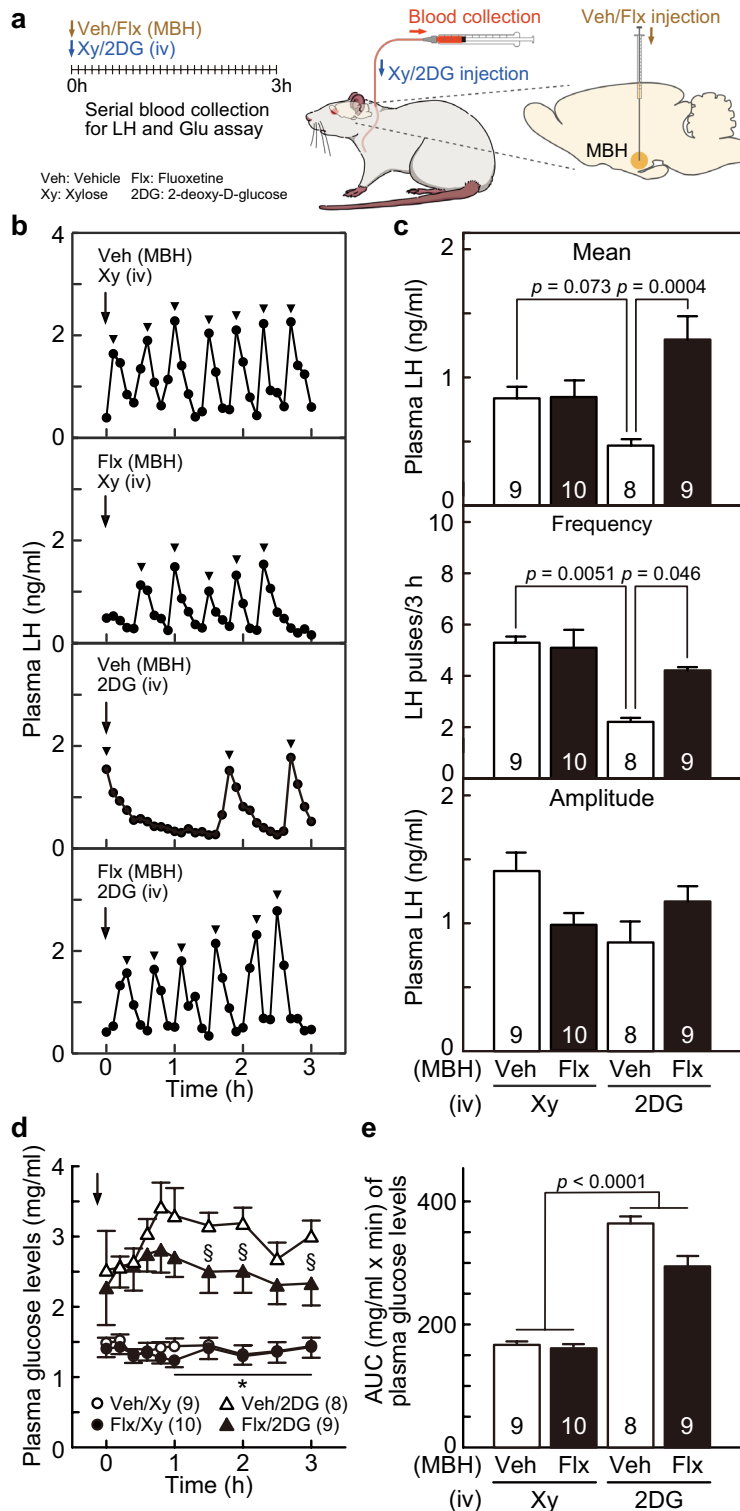 a
Veh/Flx (MBH)
Xy/2DG (iv)
0h 3h
Serial blood collection
for LH and Glu assay
Veh: Vehicle Flx: Fluoxetine
Xy: Xylose 2DG: 2-deoxy-D-glucose
Blood collection
Xy/2DG injection
Veh/Flx injection
MBH
b
Plasma LH (ng/ml)
4
Veh (MBH)
Xy (iv)
2
0
Flx (MBH)
Xy (iv)
2
0
Veh (MBH)
2DG (iv)
2
0
Flx (MBH)
2DG (iv)
2
0
0 1 2 3
Time (h)
c
Mean
Plasma LH (ng/ml)
2
1
0
p = 0.073 p = 0.0004
9 10 8 9
Frequency
LH pulses/3 h
10
8
6
4
2
0
p = 0.0051 p = 0.046
9 10 8 9
Amplitude
Plasma LH (ng/ml)
2
1
0
9 10 8 9
(MBH) Veh Flx Veh Flx
(iv) Xy 2DG
d
Plasma glucose levels (mg/ml)
4
3
2
1
0
§ § §
*
Veh/Xy (9) Veh/2DG (8)
Flx/Xy (10) Flx/2DG (9)
0 1 2 3
Time (h)
e
AUC (mg/ml x min) of
plasma glucose levels
400
200
0
p < 0.0001
9 10 8 9
(MBH) Veh Flx Veh Flx
(iv) Xy 2DG